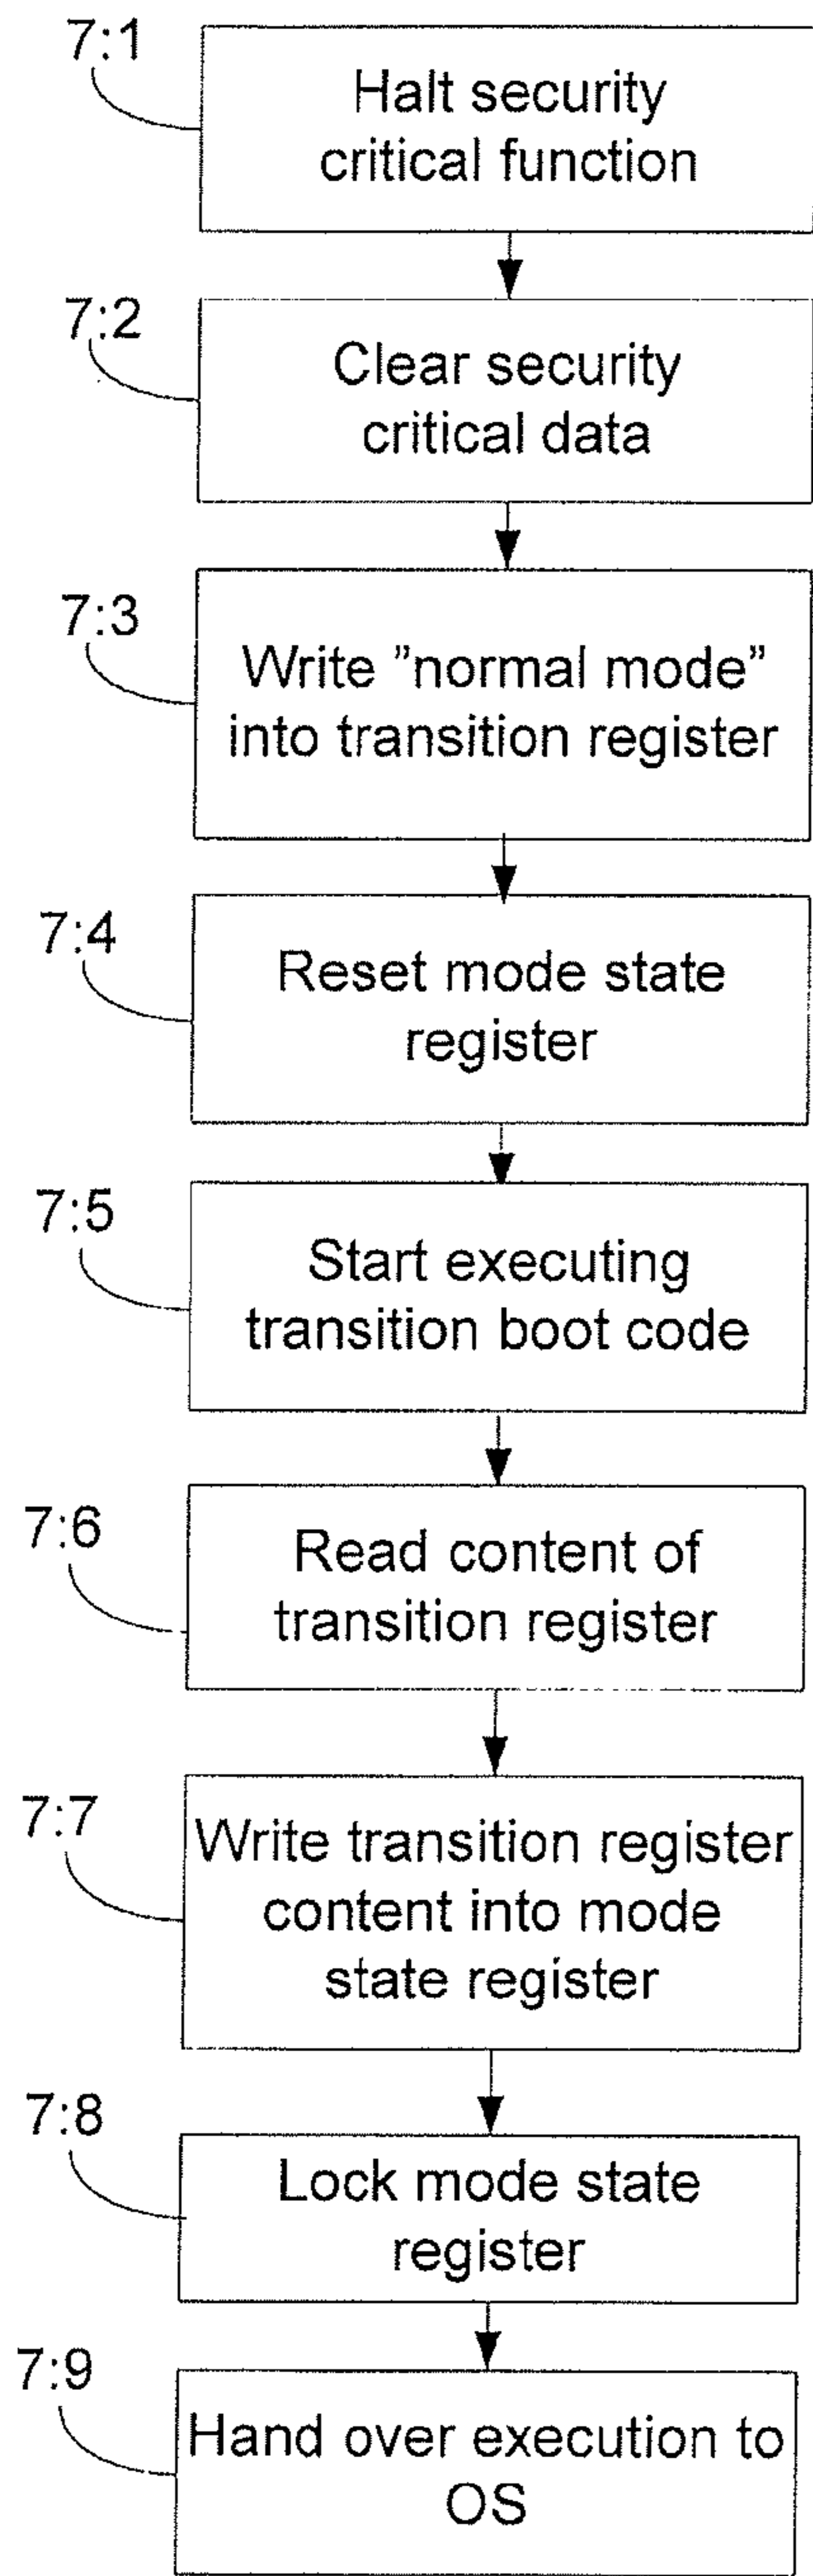 7:1
Halt security
critical function
7:2
Clear security
critical data
7:3
Write ”normal mode”
into transition register
7:4
Reset mode state
register
7:5
Start executing
transition boot code
7:6
Read content of
transition register
7:7
Write transition register
content into mode
state register
7:8
Lock mode state
register
7:9
Hand over execution to
OS